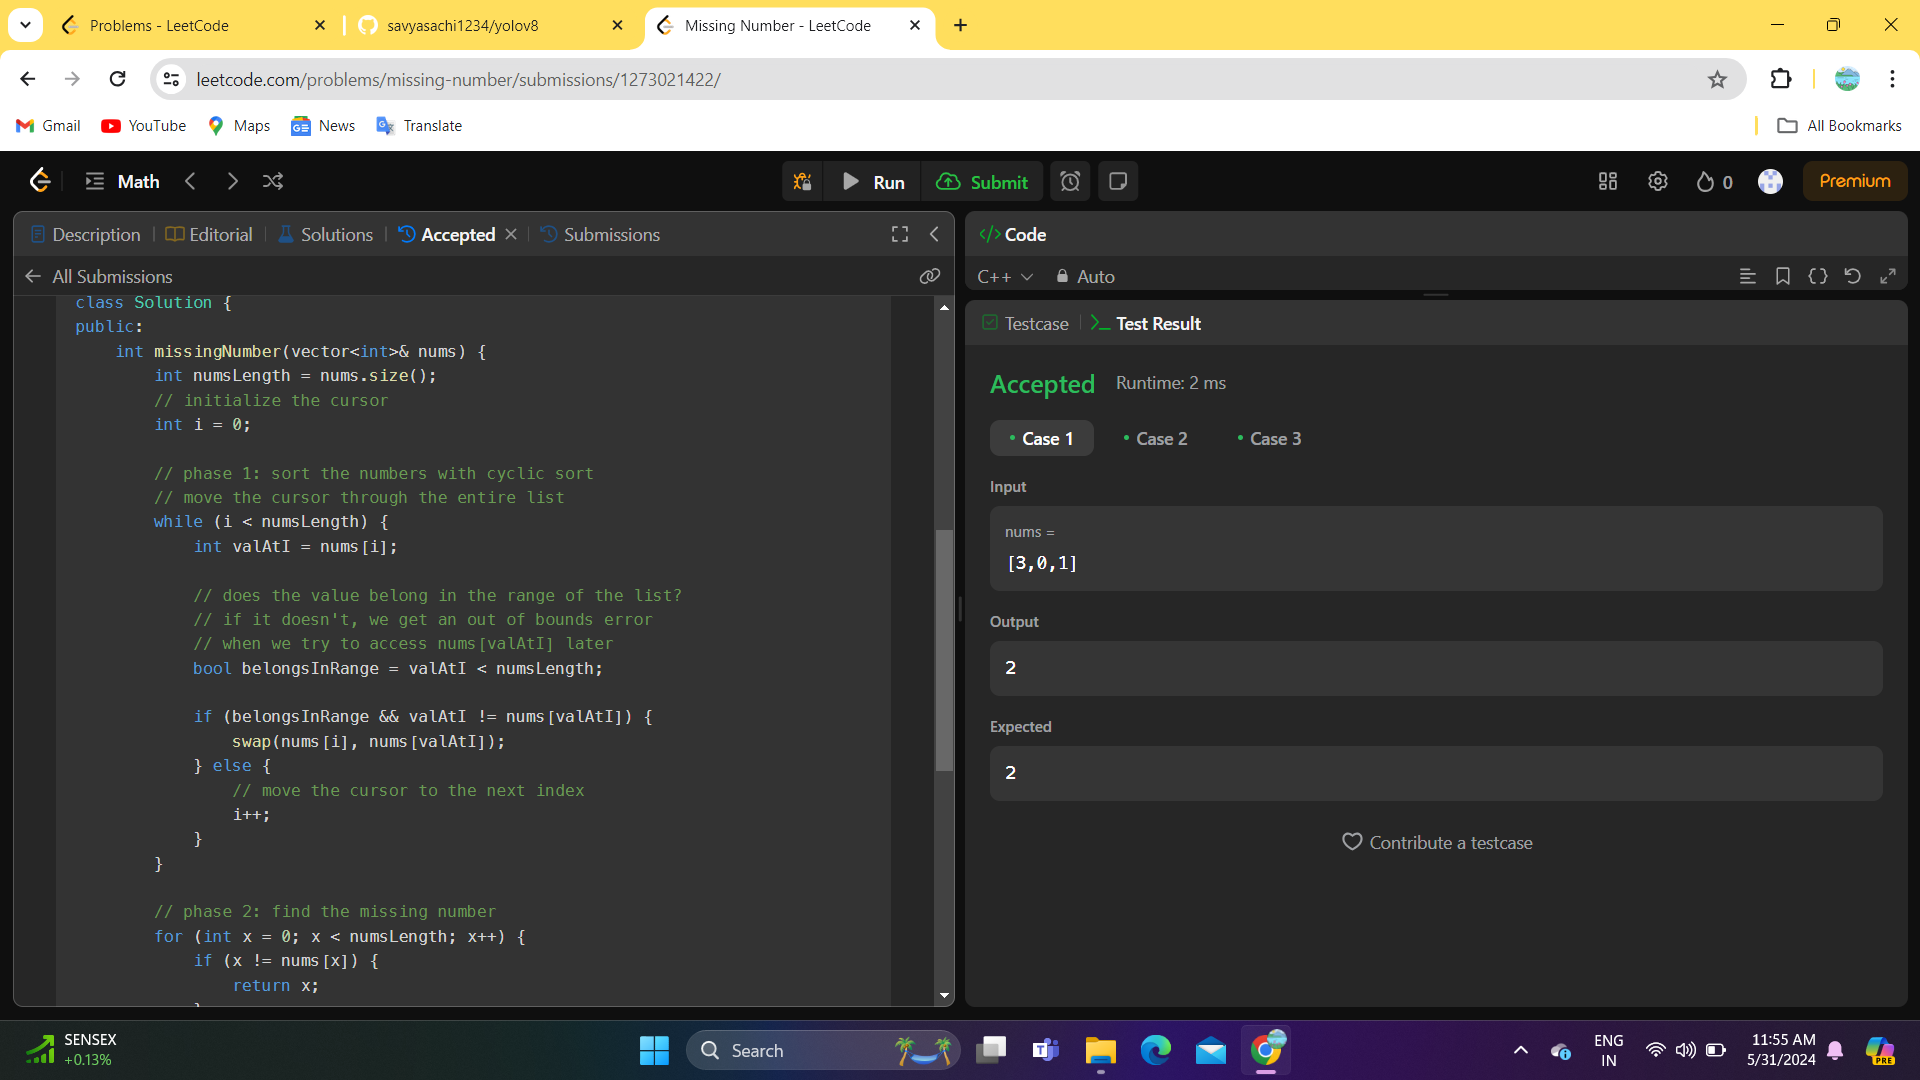 Problems - LeetCode
savyasachi1234/yolov8
Missing Number - LeetCode
leetcode.com/problems/missing-number/submissions/1273021422/
Gmail
YouTube
Maps
News
Translate
All Bookmarks
Math
Run
Submit
0
Premium
Description
Editorial
Solutions
Accepted
Submissions
All Submissions
class Solution {
public:
int missingNumber(vector<int>& nums) {
int numsLength = nums.size();
// initialize the cursor
int i = 0;
// phase 1: sort the numbers with cyclic sort
// move the cursor through the entire list
while (i < numsLength) {
int valAtI = nums[i];
// does the value belong in the range of the list?
// if it doesn't, we get an out of bounds error
// when we try to access nums[valAtI] later
bool belongsInRange = valAtI < numsLength;
if (belongsInRange && valAtI != nums[valAtI]) {
swap(nums[i], nums[valAtI]);
} else {
// move the cursor to the next index
i++;
}
}
// phase 2: find the missing number
for (int x = 0; x < numsLength; x++) {
if (x != nums[x]) {
return x;
</> Code
C++
Auto
Testcase
Test Result
Accepted
Runtime: 2 ms
Case 1
Case 2
Case 3
Input
nums =
[3,0,1]
Output
2
Expected
2
Contribute a testcase
SENSEX
+0.13%
Search
ENG
IN
11:55 AM
5/31/2024
PRE